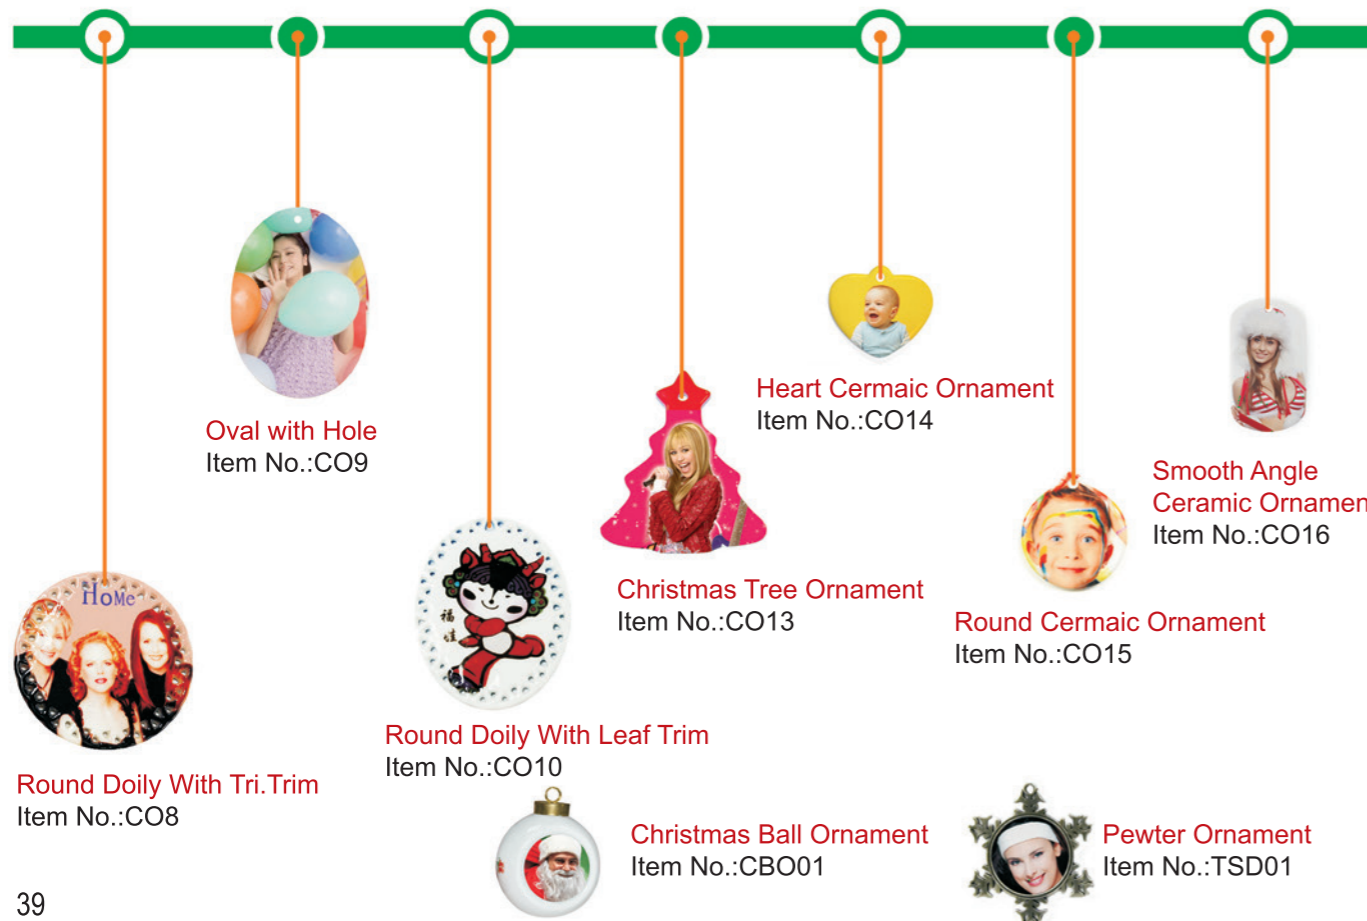 Oval with Hole
Item No.:CO9
Heart Cermaic Ornament
Item No.:CO14
Smooth Angle
Ceramic Ornamen
Item No.:CO16
Christmas Tree Ornament
Item No.:CO13
Round Cermaic Ornament
Item No.:CO15
HoMe
福
娃
Round Doily With Leaf Trim
Item No.:CO10
Round Doily With Tri.Trim
Item No.:CO8
Christmas Ball Ornament
Item No.:CBO01
Pewter Ornament
Item No.:TSD01
39